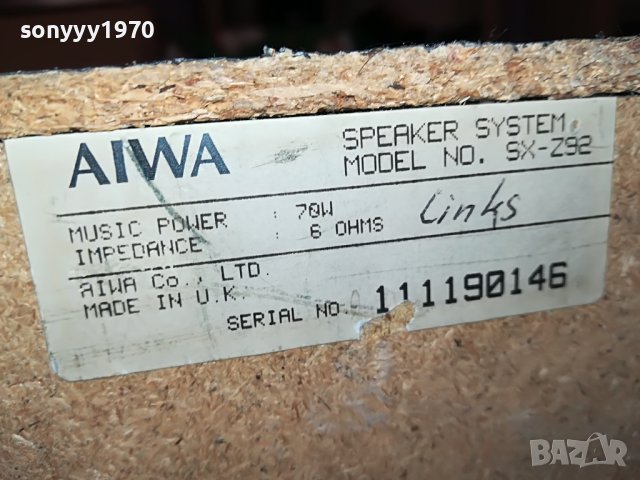 sonyyy1970
AIWA
SPEAKER SYSTEM
MODEL NO. SX-Z92
MUSIC POWER : 70W
IMPEDANCE : 6 OHMS
Links
AIWA Co., LTD.
MADE IN U.K.
SERIAL NO. 111190146
BAZAR